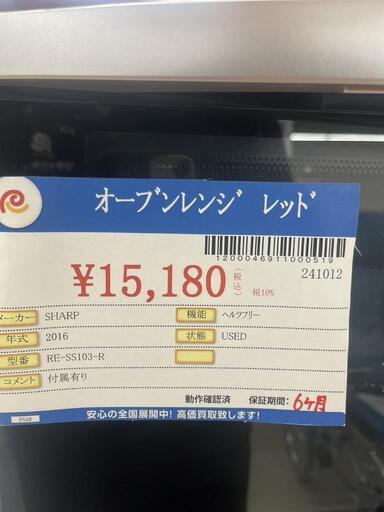 オーブンレンジ レッド
1200046911000519
¥15,180(税込) 税10%
241012
メーカー SHARP 機能 ヘルツフリー
年式 2016 状態 USED
型番 RE-SS103-R
コメント 付属有り
動作確認済 保証期間: 6ヶ月
安心の全国展開中! 高価買取致します!